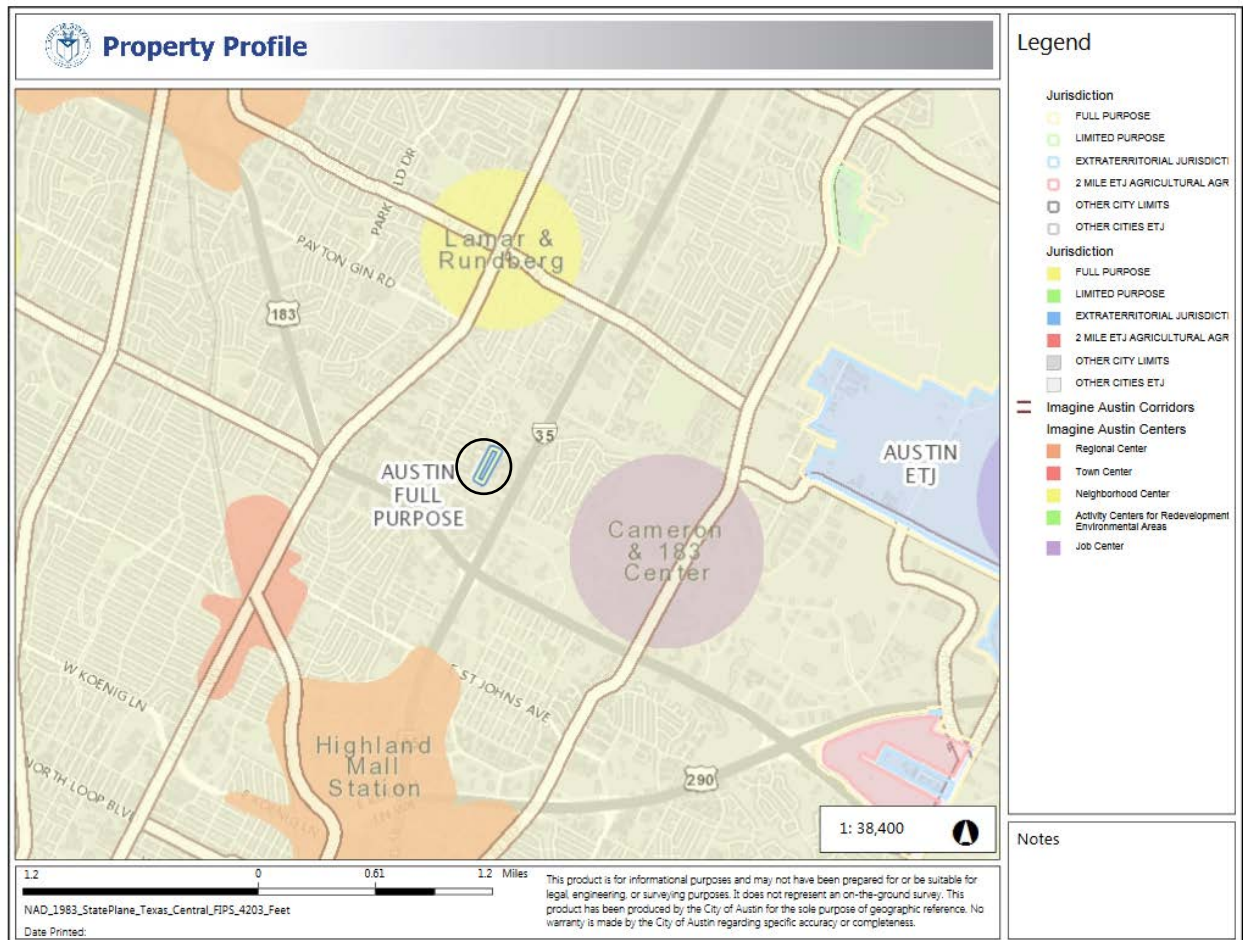 Property Profile
Lamar &
Rundberg
PAYTON GIN RD
183
35
AUSTIN
FULL
PURPOSE
AUSTIN
ETJ
Cameron
& 183
Center
E ST JOHNS AVE
W KOENIG LN
Highland
Mall
Station
290
NORTH LOOP BLV
E KOENIG LN
1: 38,400
Legend
Jurisdiction
FULL PURPOSE
LIMITED PURPOSE
EXTRATERRITORIAL JURISDICTI
2 MILE ETJ AGRICULTURAL AGR
OTHER CITY LIMITS
OTHER CITIES ETJ
Jurisdiction
FULL PURPOSE
LIMITED PURPOSE
EXTRATERRITORIAL JURISDICTI
2 MILE ETJ AGRICULTURAL AGR
OTHER CITY LIMITS
OTHER CITIES ETJ
Imagine Austin Corridors
Imagine Austin Centers
Regional Center
Town Center
Neighborhood Center
Activity Centers for Redevelopment
Environmental Areas
Job Center
Notes
1.2 0 0.61 1.2 Miles
NAD_1983_StatePlane_Texas_Central_FIPS_4203_Feet
Date Printed:
This product is for informational purposes and may not have been prepared for or be suitable for
legal, engineering, or surveying purposes. It does not represent an on-the-ground survey. This
product has been produced by the City of Austin for the sole purpose of geographic reference. No
warranty is made by the City of Austin regarding specific accuracy or completeness.